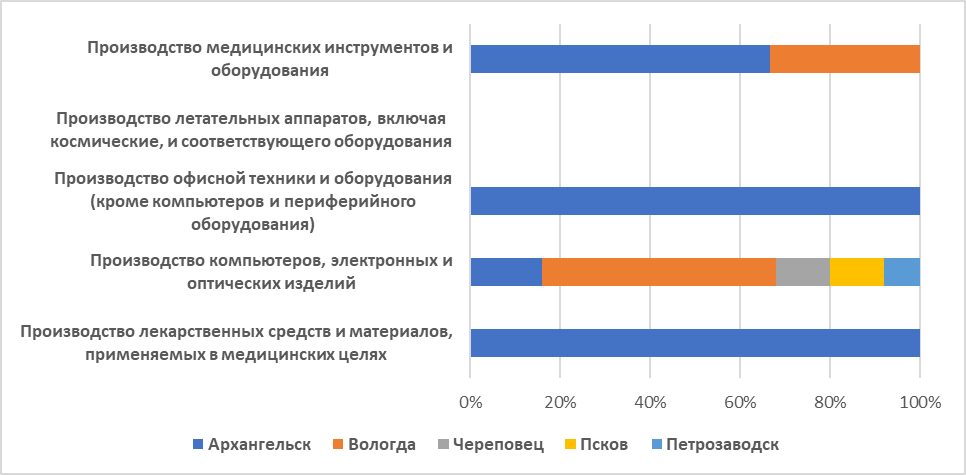 Производство медицинских инструментов и
оборудования
Производство летательных аппаратов, включая
космические, и соответствующего оборудования
Производство офисной техники и оборудования
(кроме компьютеров и периферийного
оборудования)
Производство компьютеров, электронных и
оптических изделий
Производство лекарственных средств и материалов,
применяемых в медицинских целях
0% 20% 40% 60% 80% 100%
Архангельск Вологда Череповец Псков Петрозаводск